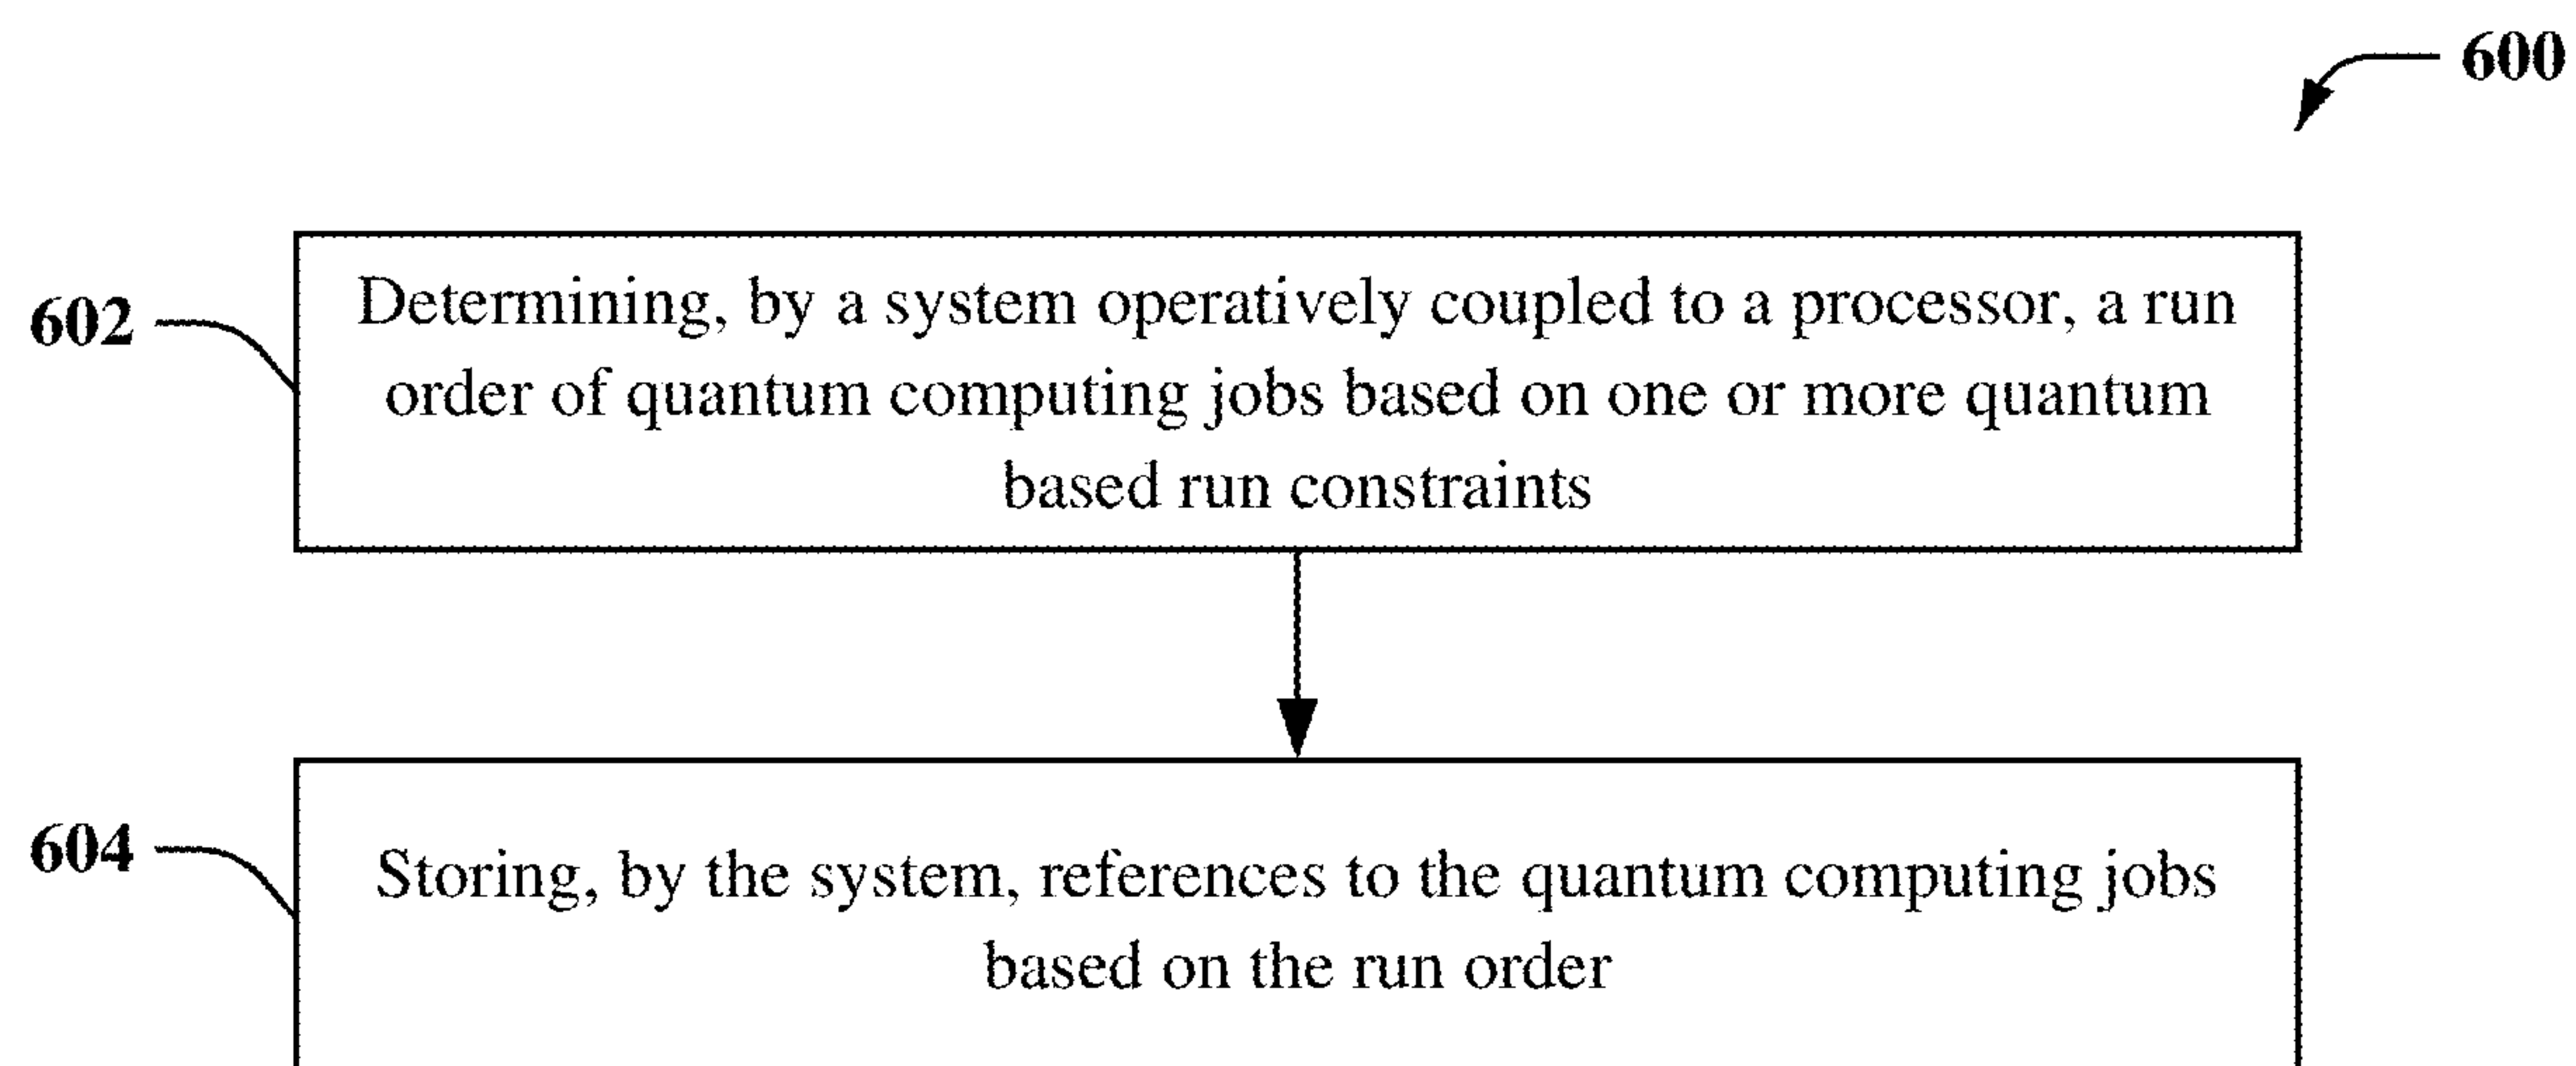 600
602
Determining, by a system operatively coupled to a processor, a run
order of quantum computing jobs based on one or more quantum
based run constraints
604
Storing, by the system, references to the quantum computing jobs
based on the run order